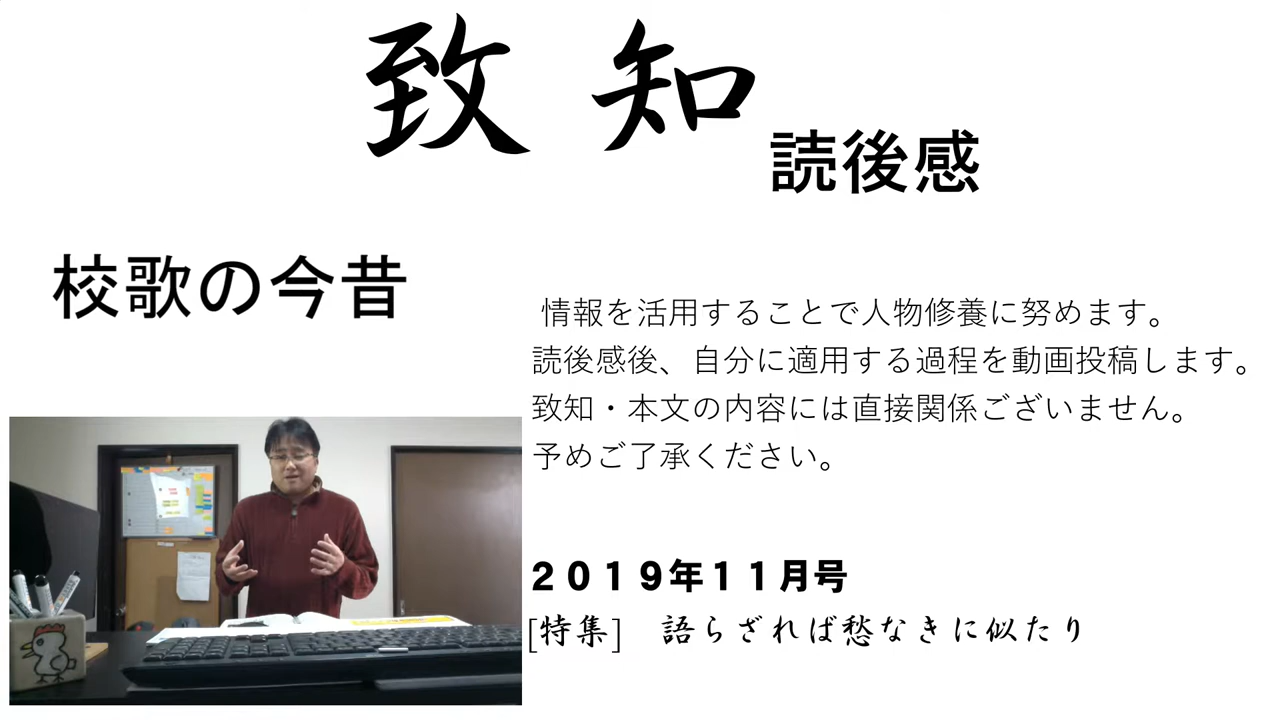 致知
読後感
校歌の今昔
情報を活用することで人物修養に努めます。
読後感後、自分に適用する過程を動画投稿します。
致知・本文の内容には直接関係ございません。
予めご了承ください。
２０１９年１１月号
[特集]　語らざれば愁なきに似たり